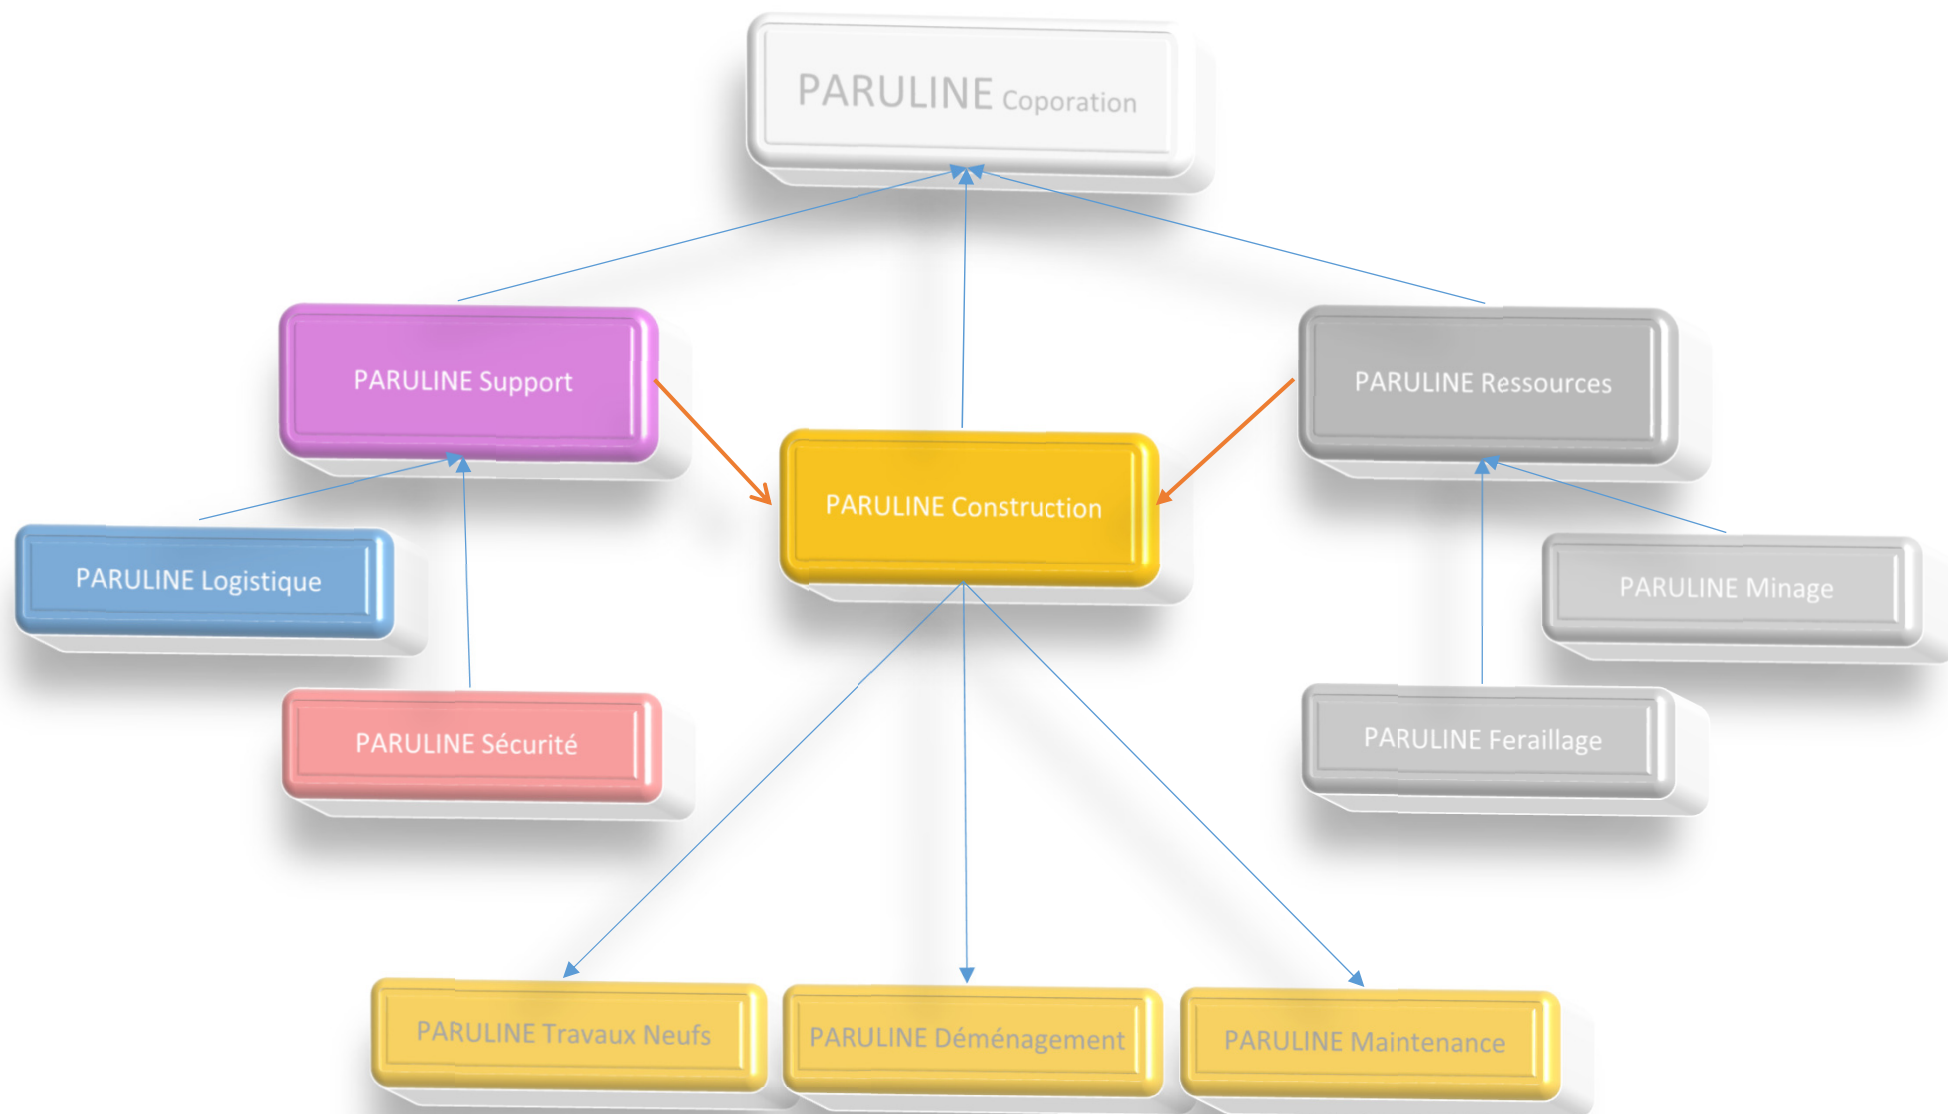 PARULINE Coporation
PARULINE Support
PARULINE Ressources
PARULINE Construction
PARULINE Logistique
PARULINE Minage
PARULINE Sécurité
PARULINE Feraillage
PARULINE Travaux Neufs
PARULINE Déménagement
PARULINE Maintenance